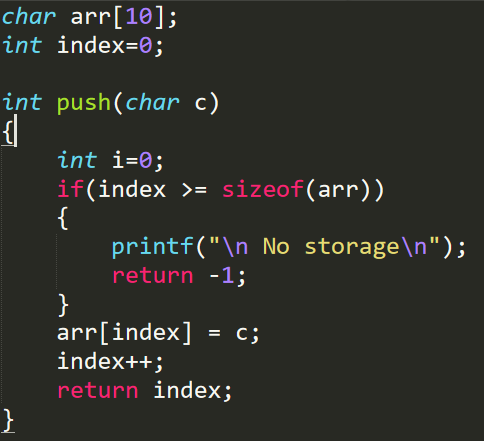 char arr[10];
int index=0;

int push(char c)
{
    int i=0;
    if(index >= sizeof(arr))
    {
        printf("\n No storage\n");
        return -1;
    }
    arr[index] = c;
    index++;
    return index;
}